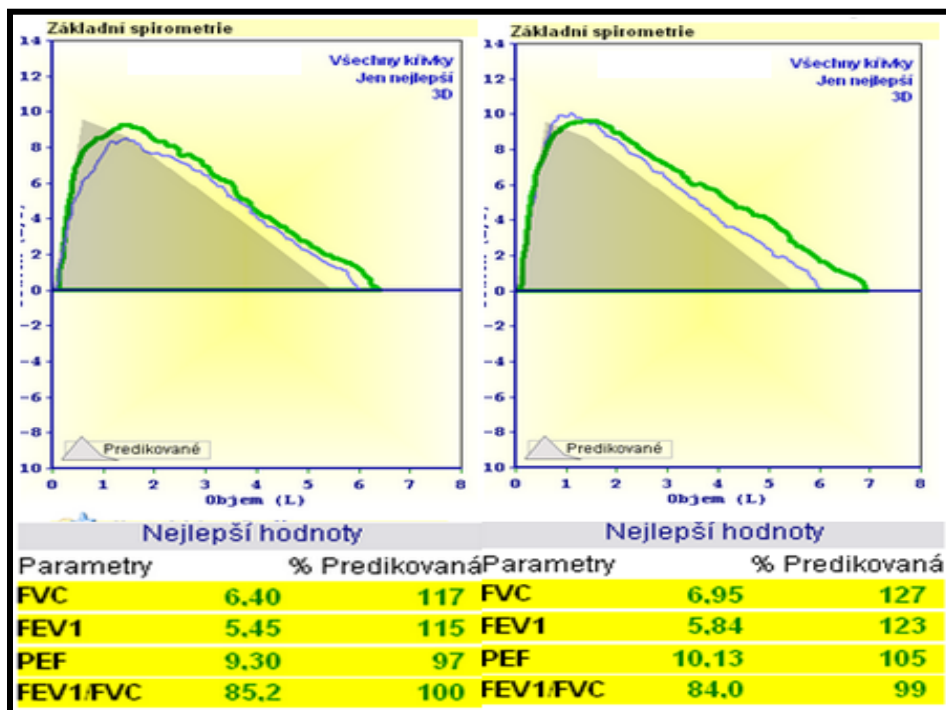 Základní spirometrie
Všechny křivky
Jen nejlepší
3D
14
12
10
8
6
4
2
0
-2
-4
-6
-8
10
Predikované
0 1 2 3 4 5 6 7 8
Objem (L)
Nejlepší hodnoty
Parametry % Predikovaná
FVC 6,40 117
FEV1 5,45 115
PEF 9,30 97
FEV1/FVC 85,2 100
Základní spirometrie
Všechny křivky
Jen nejlepší
3D
14
12
10
8
6
4
2
0
-2
-4
-6
-8
10
Predikované
0 1 2 3 4 5 6 7 8
Objem (L)
Nejlepší hodnoty
Parametry % Predikovaná
FVC 6,95 127
FEV1 5,84 123
PEF 10,13 105
FEV1/FVC 84,0 99